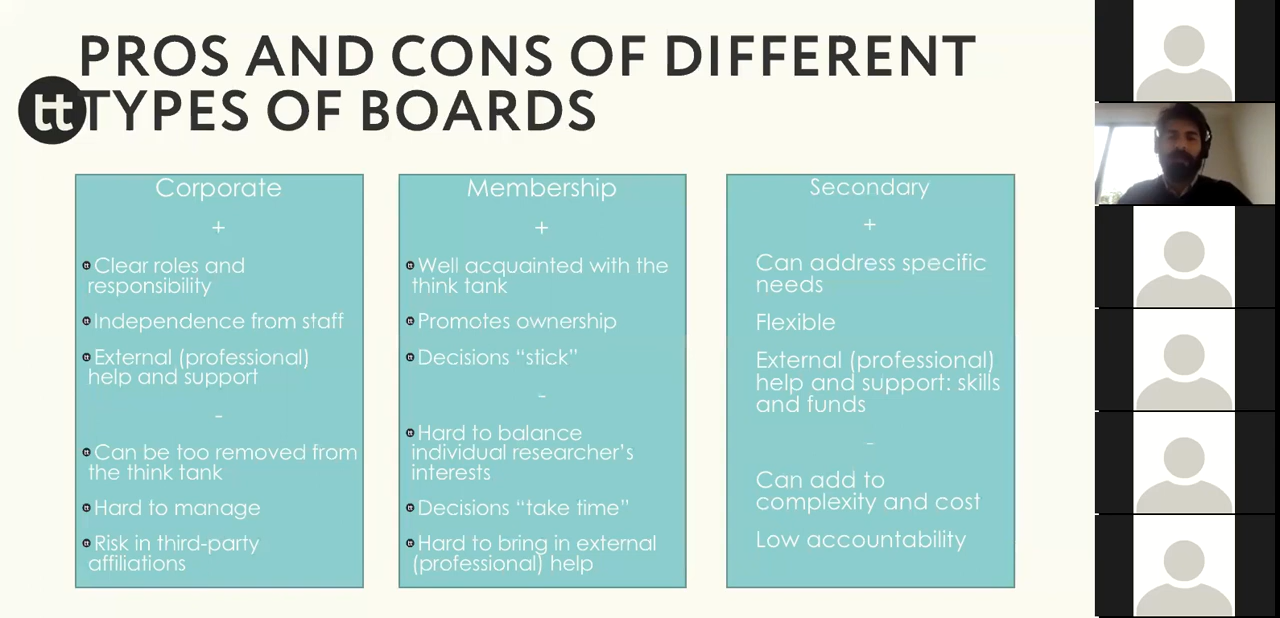 PROS AND CONS OF DIFFERENT
tt
TYPES OF BOARDS
Corporate
+
Clear roles and
responsibility
Independence from staff
External (professional)
help and support
-
Can be too removed from
the think tank
Hard to manage
Risk in third-party
affiliations
Membership
+
Well acquainted with the
think tank
Promotes ownership
Decisions “stick”
-
Hard to balance
individual researcher’s
interests
Decisions “take time”
Hard to bring in external
(professional) help
Secondary
+
Can address specific
needs
Flexible
External (professional)
help and support: skills
and funds
-
Can add to
complexity and cost
Low accountability